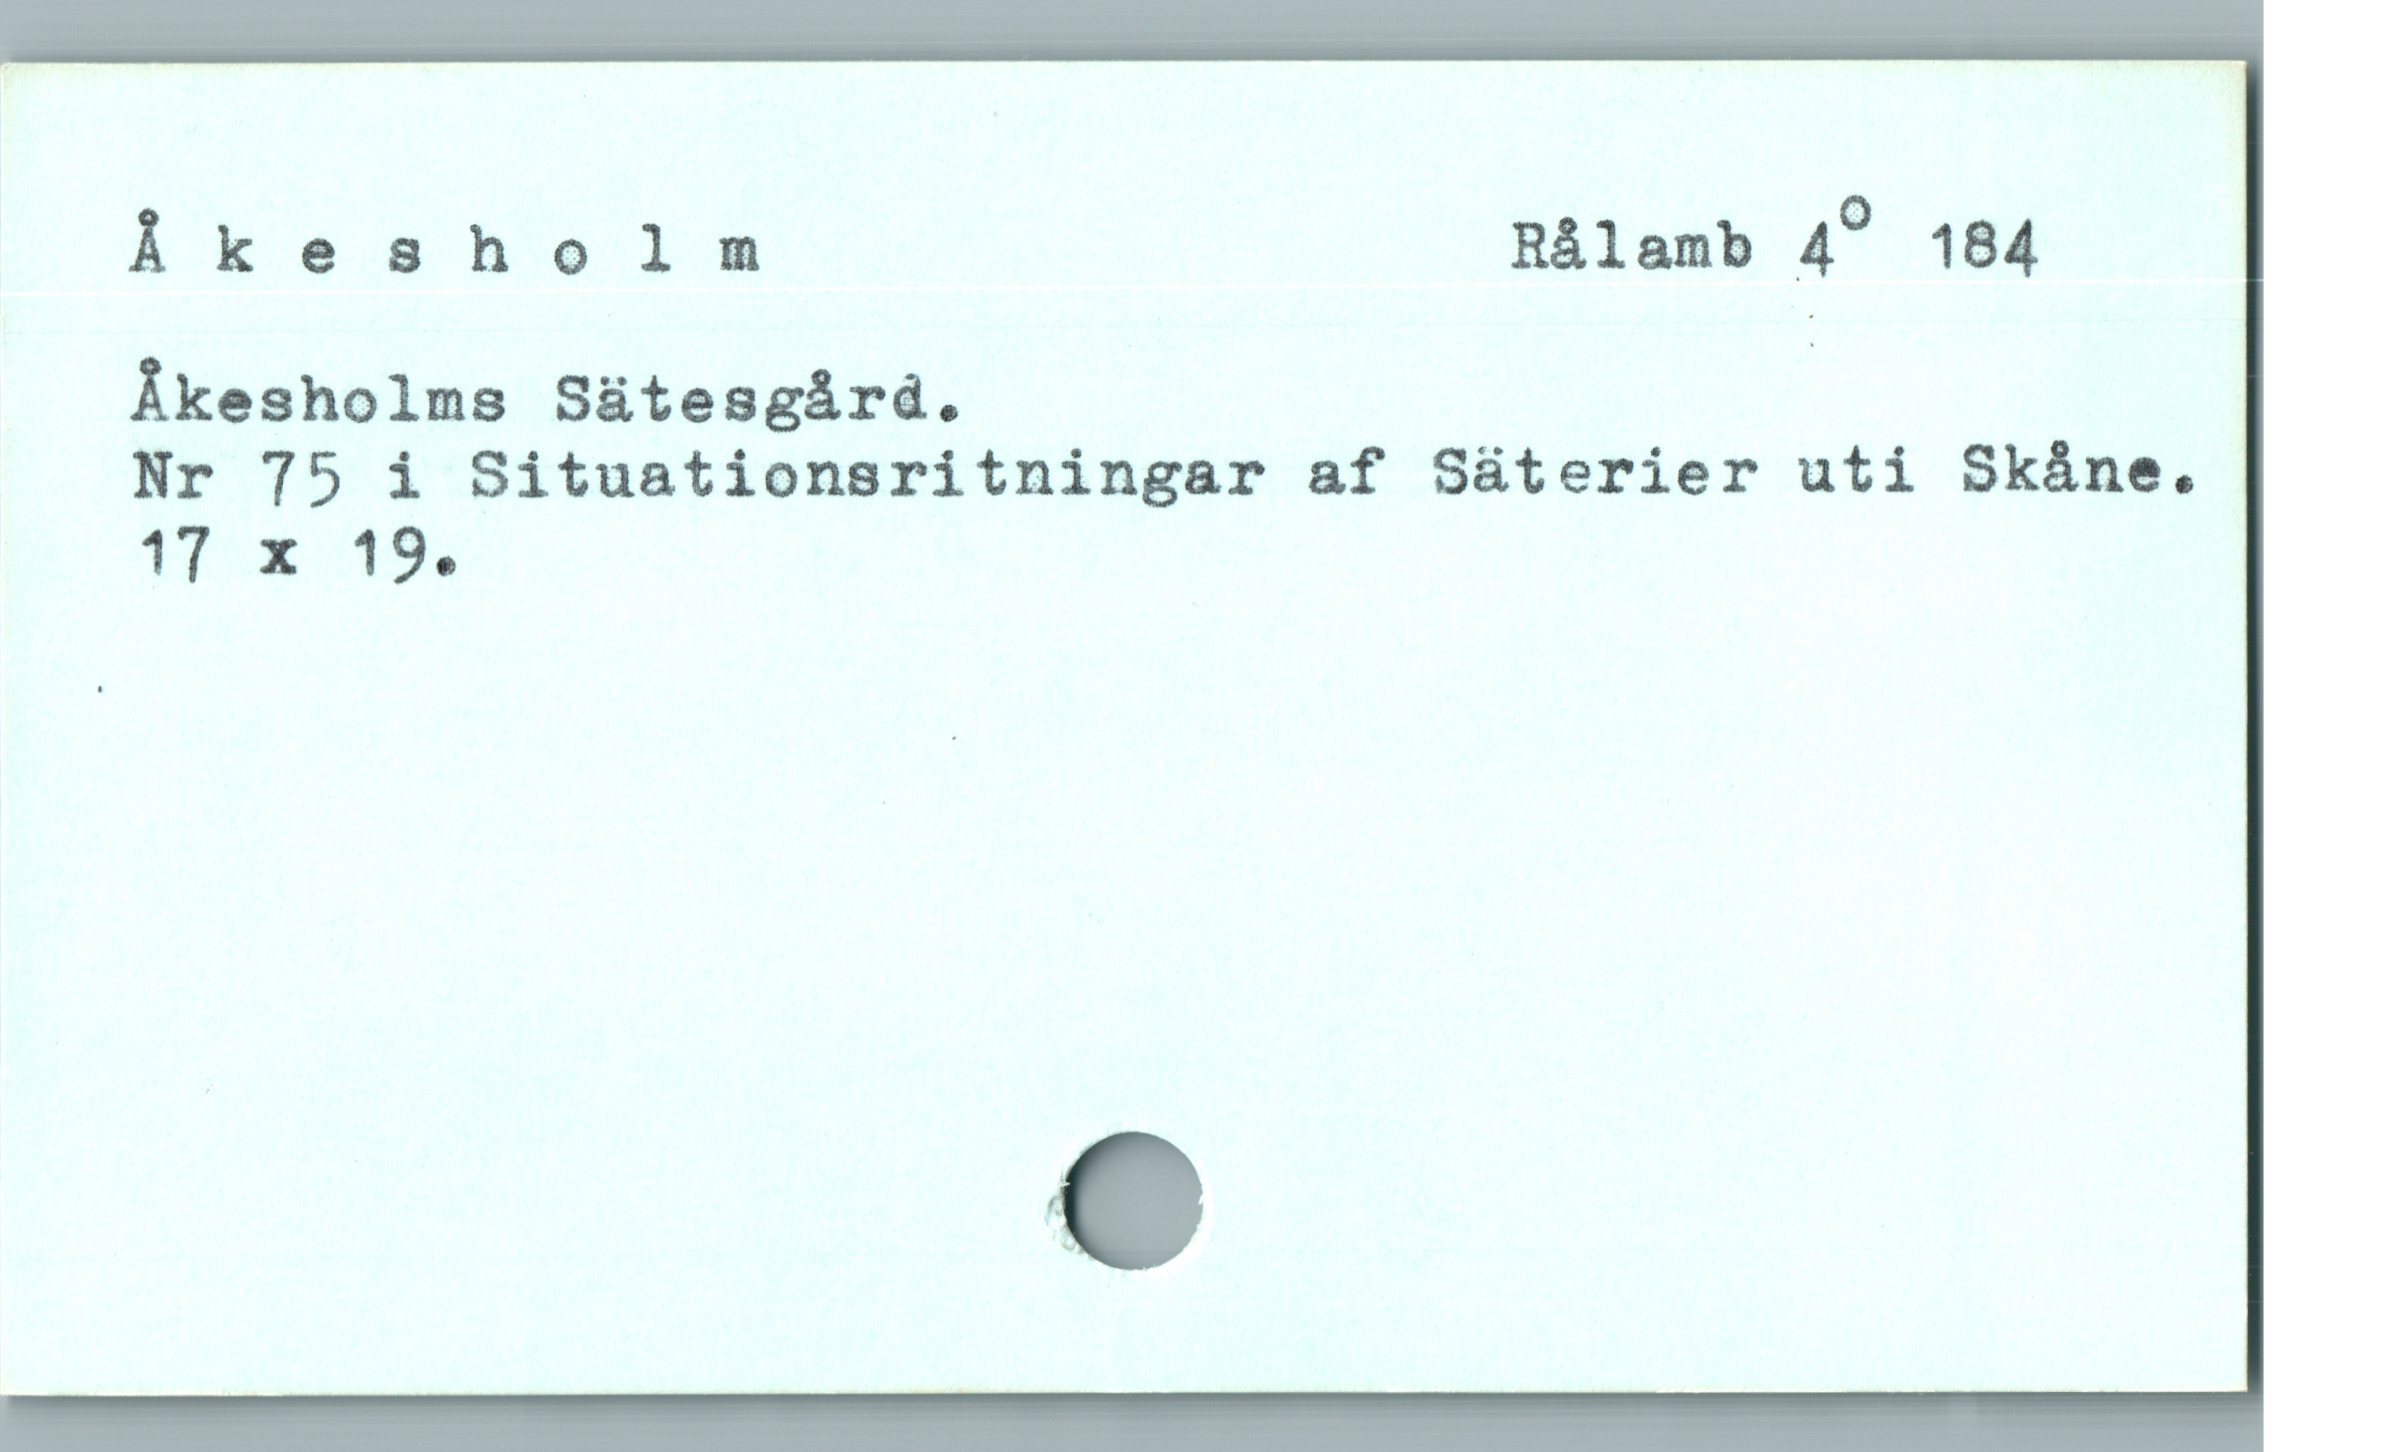 Å k e s h o l m Rålamb 4° 184
Åkesholms Sätesgård.
Nr 75 i Situationsritningar af Säterier uti Skåne.
17 x 19.